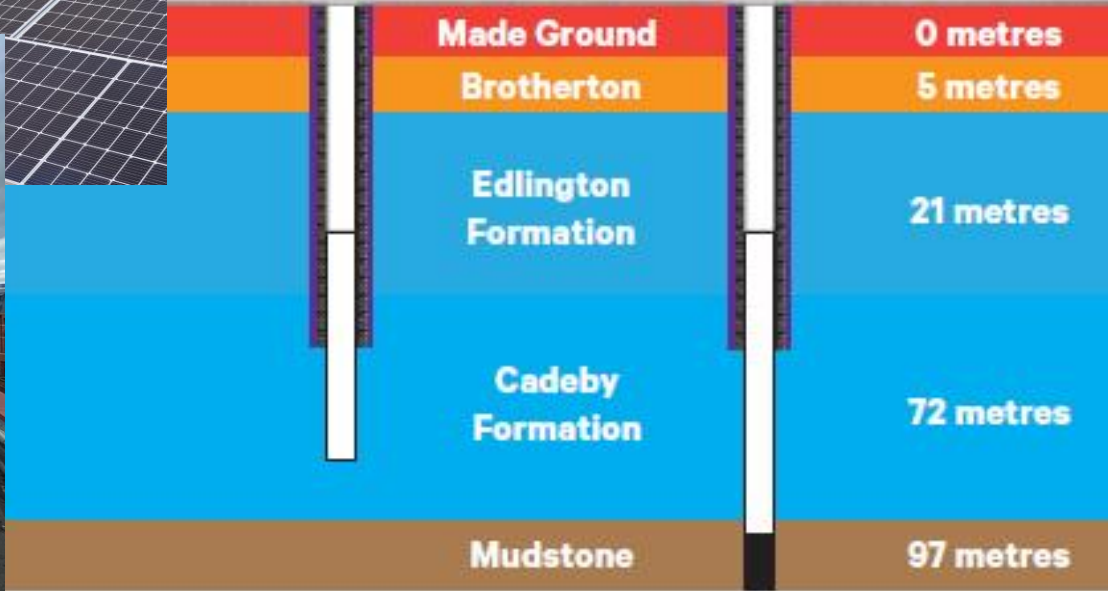 Made Ground 0 metres
Brotherton 5 metres
Edlington
Formation
21 metres
Cadeby
Formation
72 metres
Mudstone 97 metres